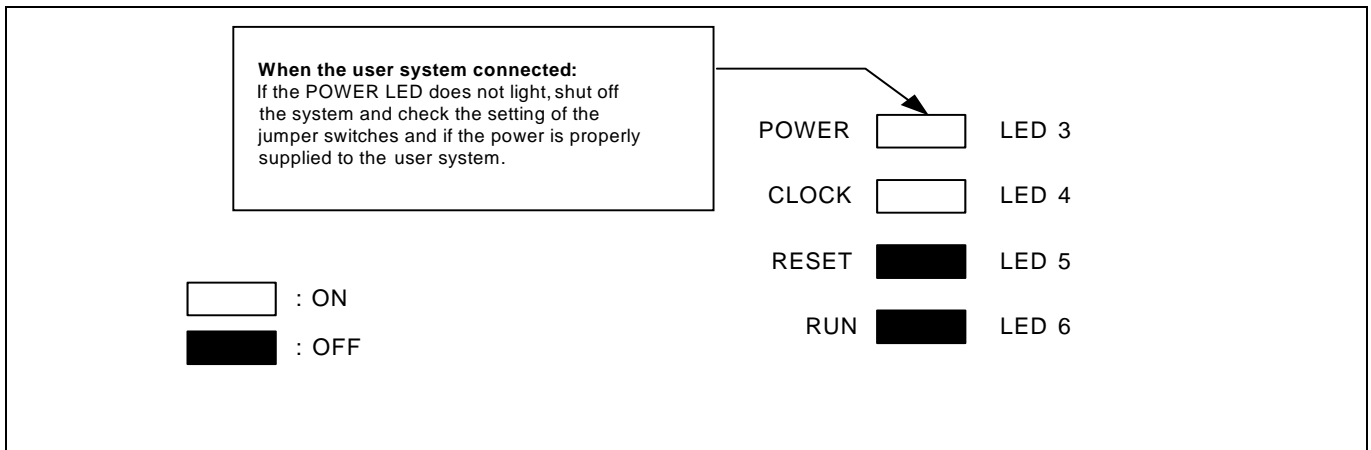 When the user system connected:
If the POWER LED does not light, shut off
the system and check the setting of the
jumper switches and if the power is properly
supplied to the user system.
POWER LED 3
CLOCK LED 4
RESET LED 5
RUN LED 6
: ON
: OFF